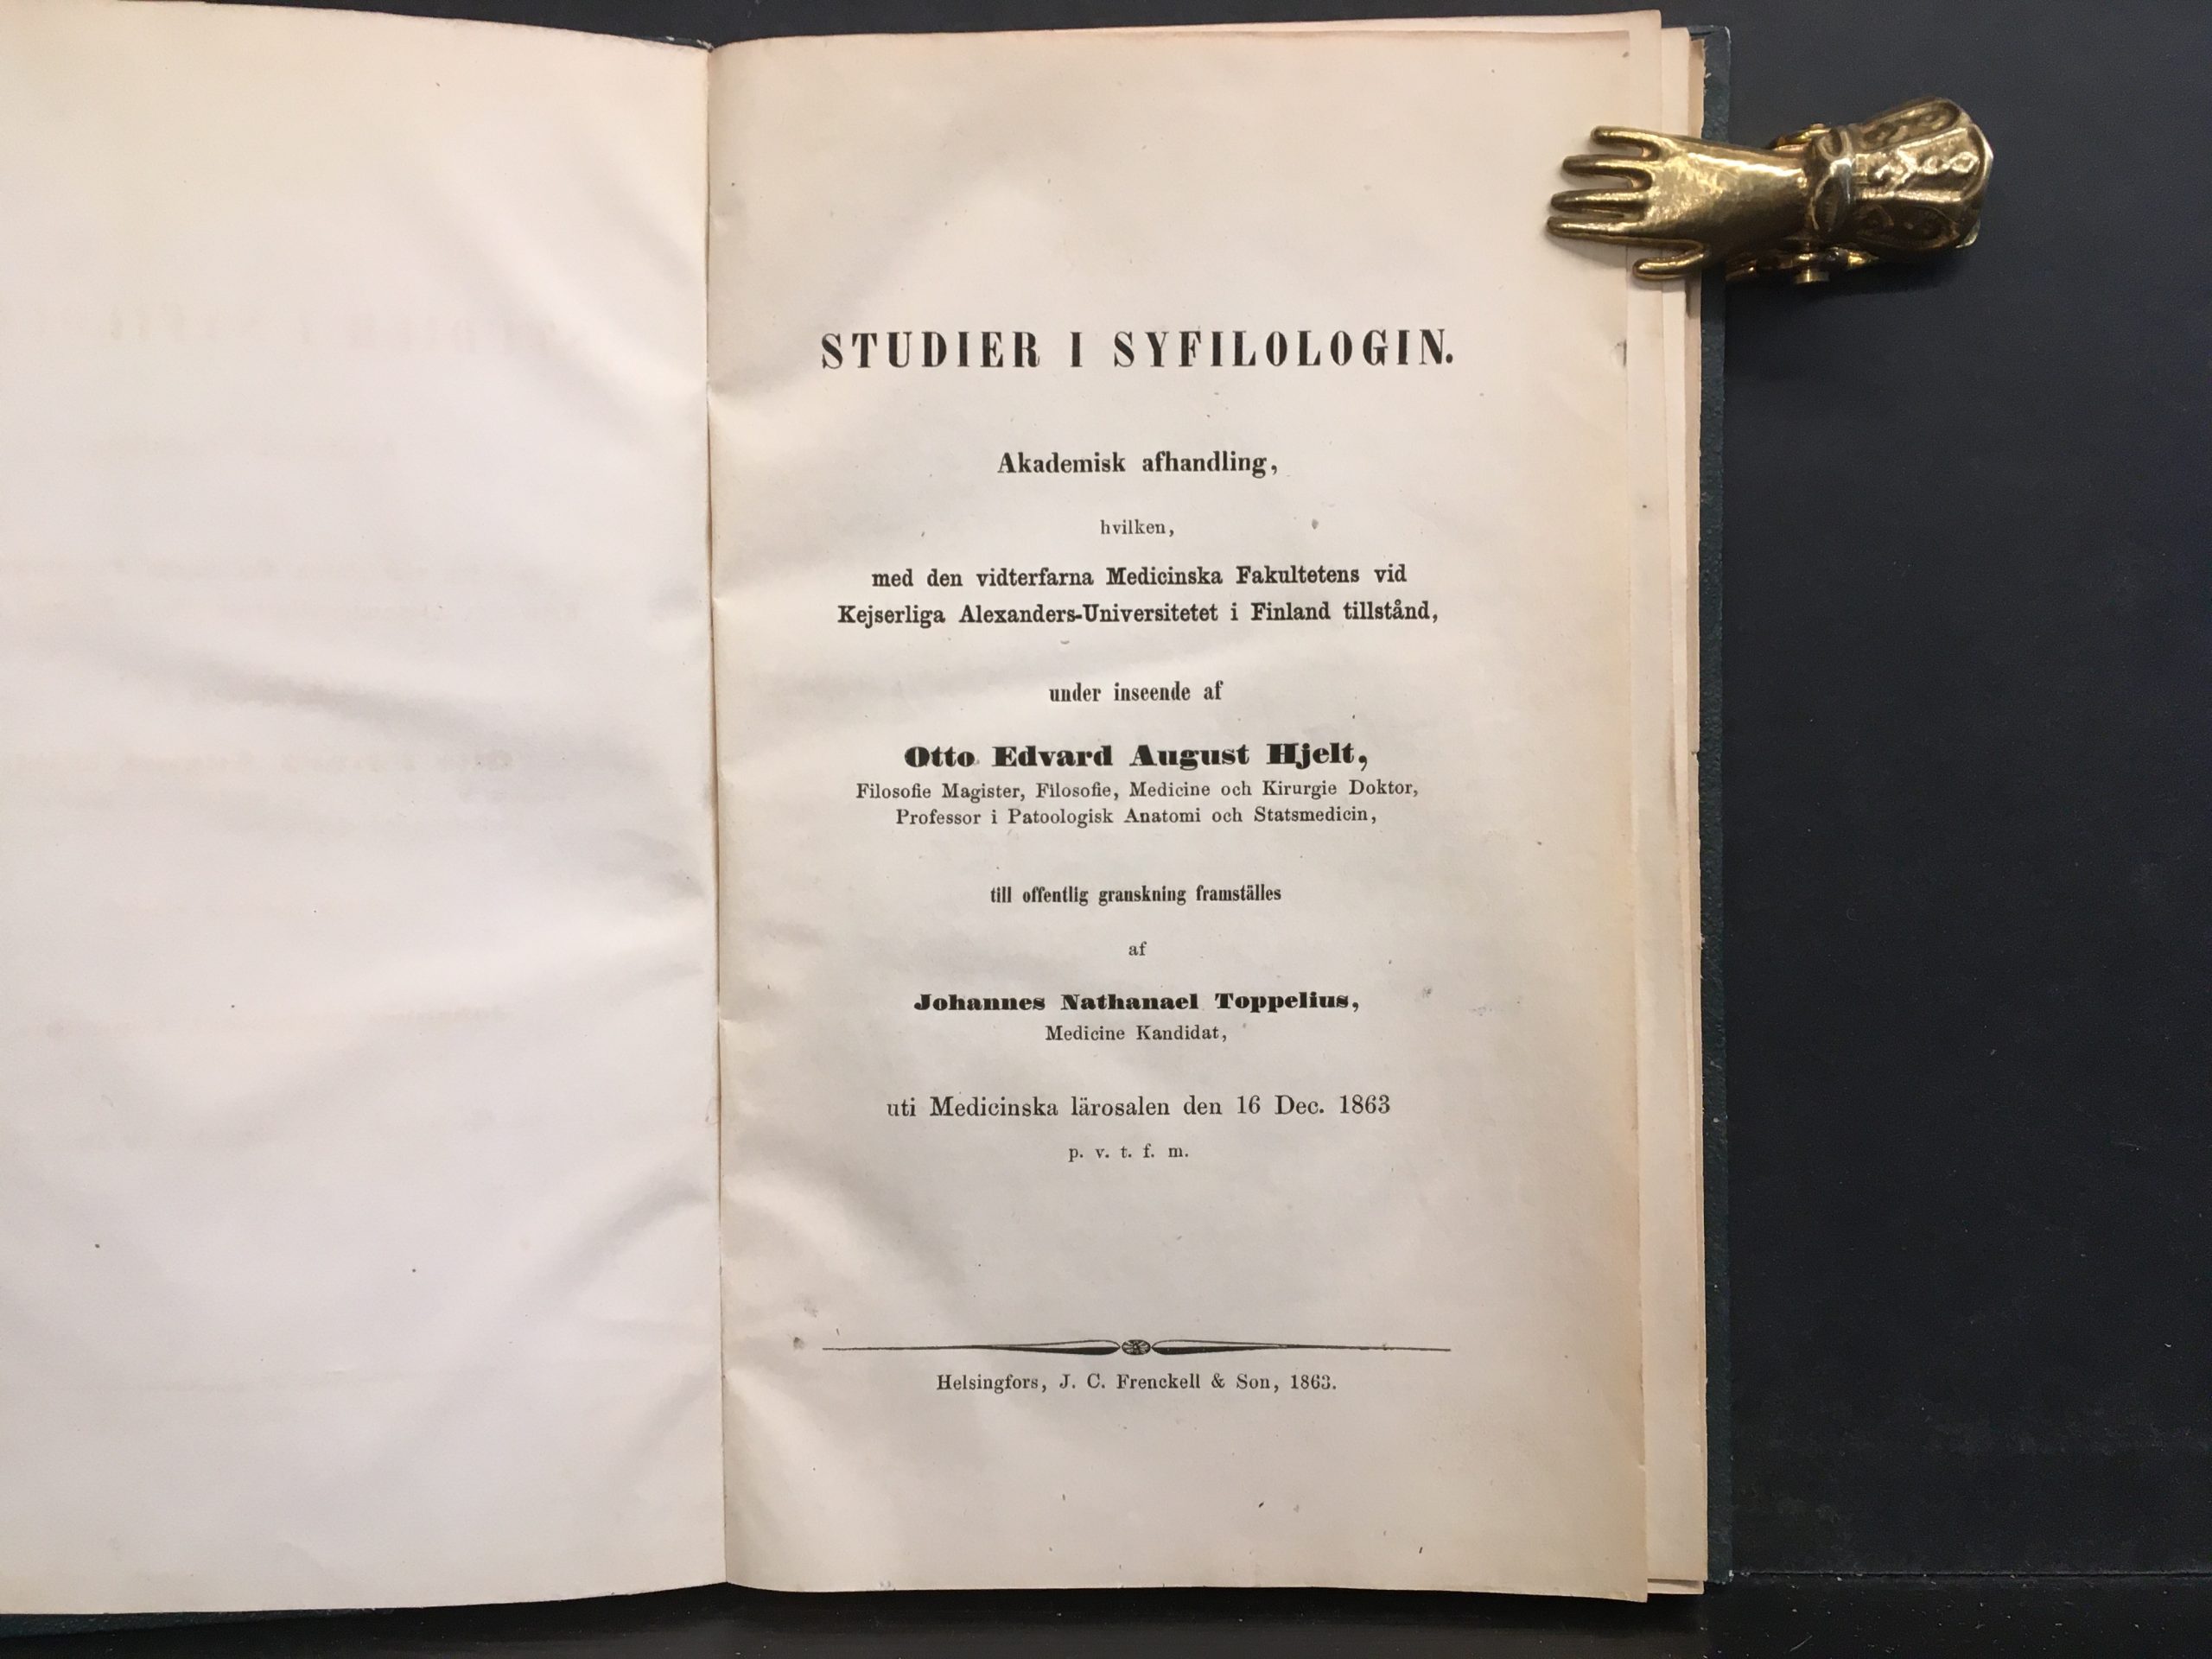 STUDIER I SYFILOLOGIN.
Akademisk afhandling,
hvilken,
med den vidterfarna Medicinska Fakultetens vid
Kejserliga Alexanders-Universitetet i Finland tillstånd,
under inseende af
Otto Edvard August Hjelt,
Filosofie Magister, Filosofie, Medicine och Kirurgie Doktor,
Professor i Patoologisk Anatomi och Statsmedicin,
till offentlig granskning framställes
af
Johannes Nathanael Toppelius,
Medicine Kandidat,
uti Medicinska lärosalen den 16 Dec. 1863
p. v. t. f. m.
Helsingfors, J. C. Frenckell & Son, 1863.